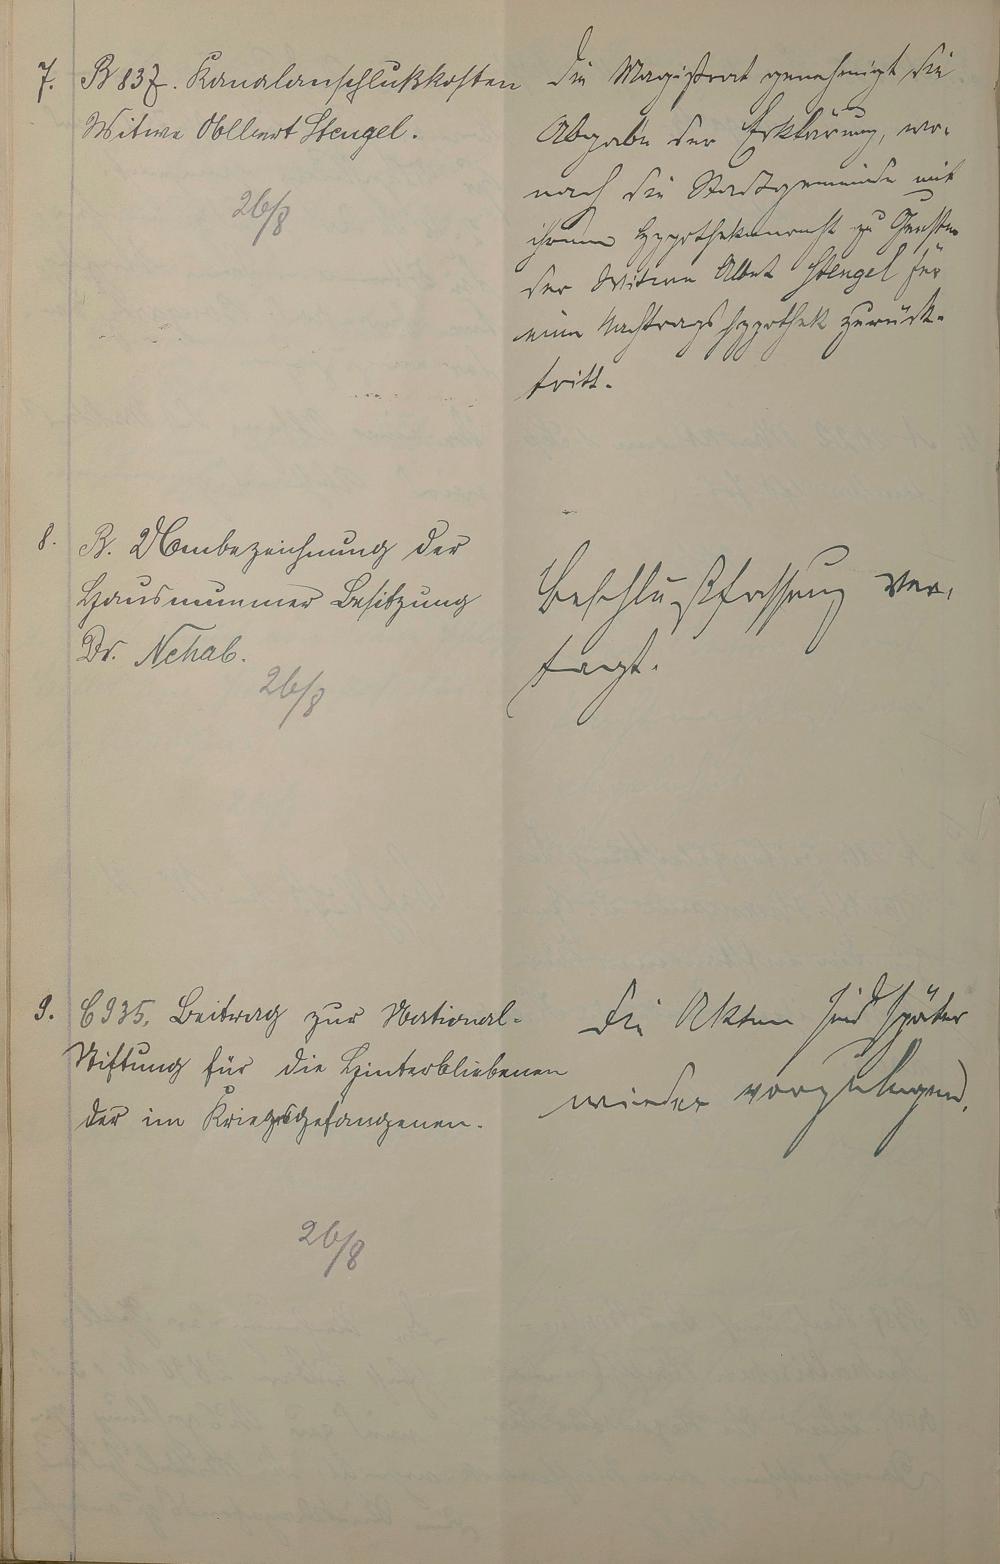 7. B 837. Kanalanschlußkosten
Witwe Olbert Stengel.
26/8
Die Magistrat genehmigt die
Abgabe der Erklärung, wo-
nach die Stadtgemeinde mit
ihrem Hypothekenrecht zu Gunsten
der Witwe Albert Stengel für
eine Nachtragshypothek zurück-
tritt.
8. B. Umbezeichnung der
Hausnummer Besitzung
Dr. Nehab.
26/8
Beschlußfassung ver-
tagt.
9. C 935. Beitrag zur National-
Stiftung für die Hinterbliebenen
der im Kriegsgefangenen.
26/8
Die Akten sind später
wieder vorzulegen.